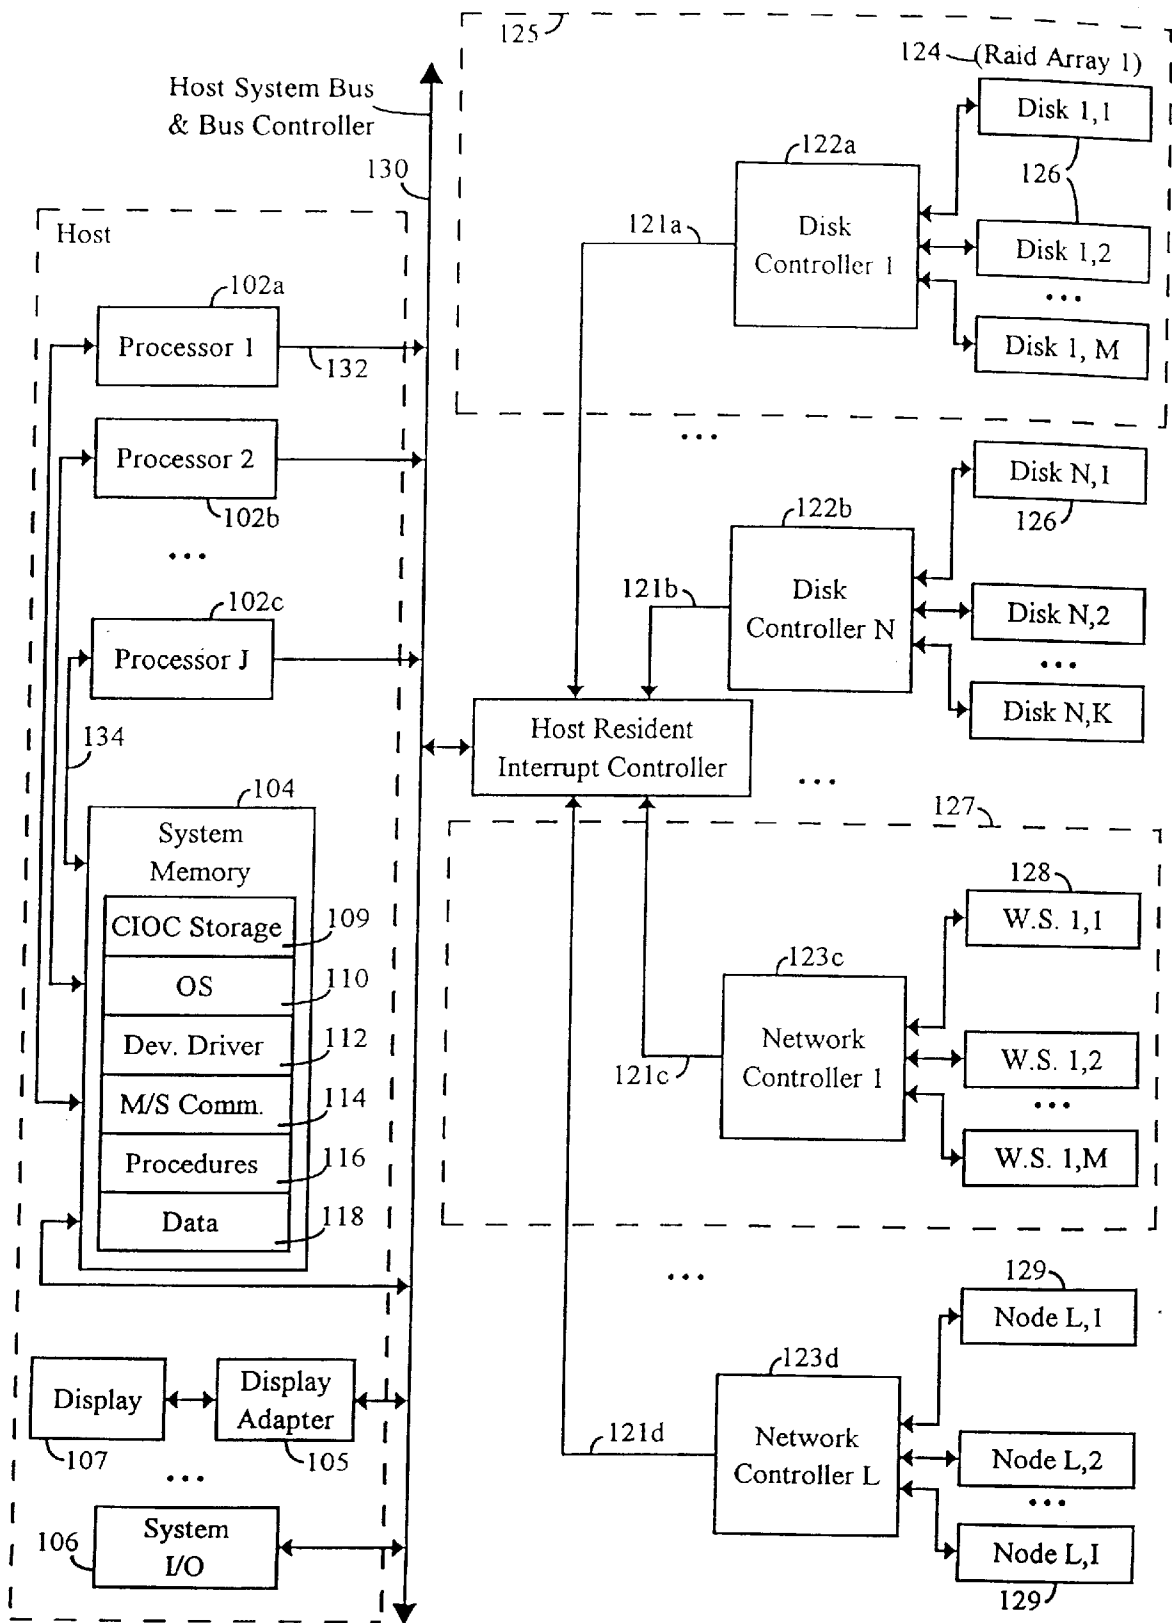 125
124 (Raid Array 1)
Host System Bus
& Bus Controller
130
Disk 1,1
126
122a
Disk
Controller 1
121a
Disk 1,2
...
Disk 1, M
Host
102a
Processor 1
132
Processor 2
102b
...
102c
Processor J
134
...
Disk N,1
126
122b
Disk
Controller N
121b
Disk N,2
...
Disk N,K
Host Resident
Interrupt Controller
...
104
System
Memory
CIOC Storage
109
OS
110
Dev. Driver
112
M/S Comm.
114
Procedures
116
Data
118
127
128
W.S. 1,1
123c
Network
Controller 1
121c
W.S. 1,2
...
W.S. 1,M
...
129
Node L,1
123d
Network
Controller L
121d
Node L,2
...
Node L,I
129
Display
107
Display
Adapter
105
...
106
System
I/O